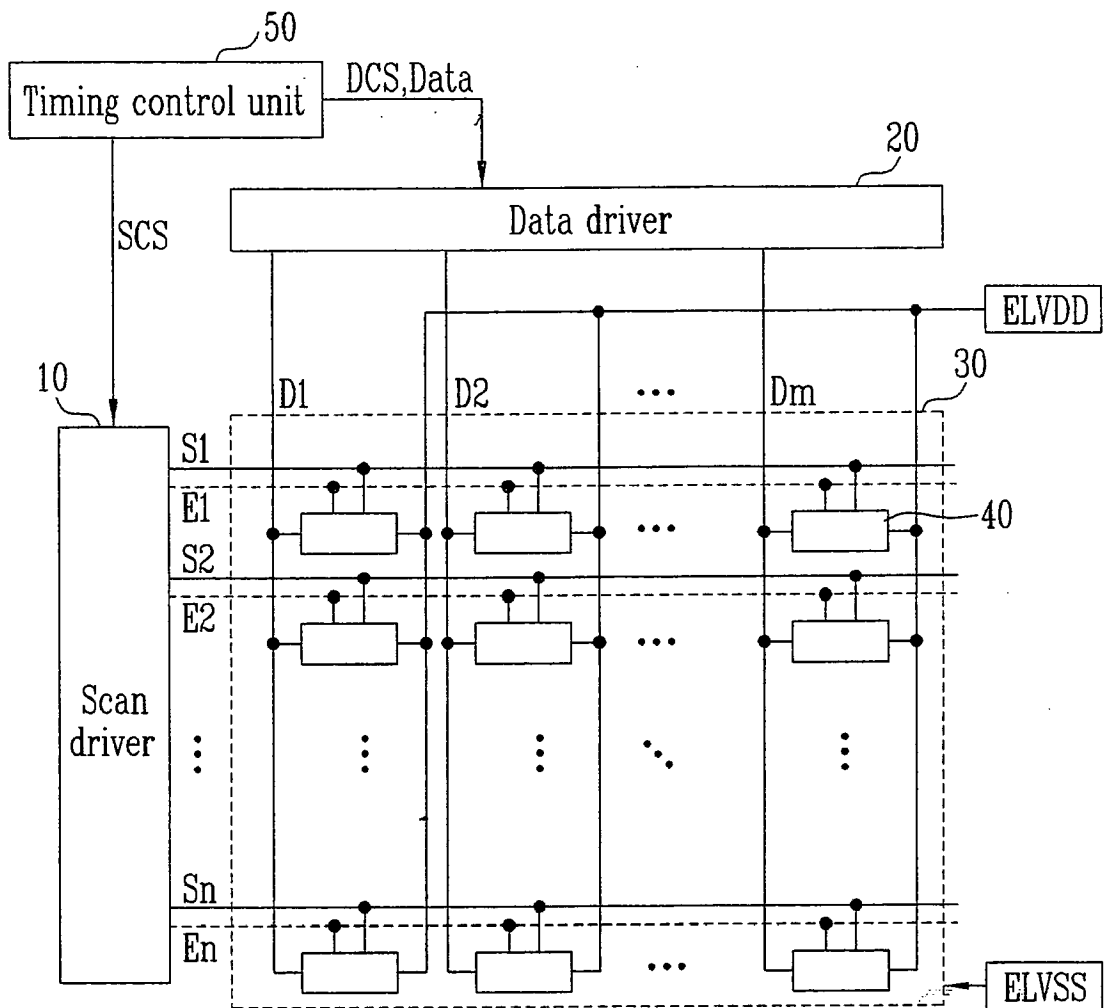 50
Timing control unit
DCS,Data
20
Data driver
SCS
ELVDD
10
D1
D2
Dm
30
S1
E1
40
S2
E2
Scan
driver
Sn
En
ELVSS